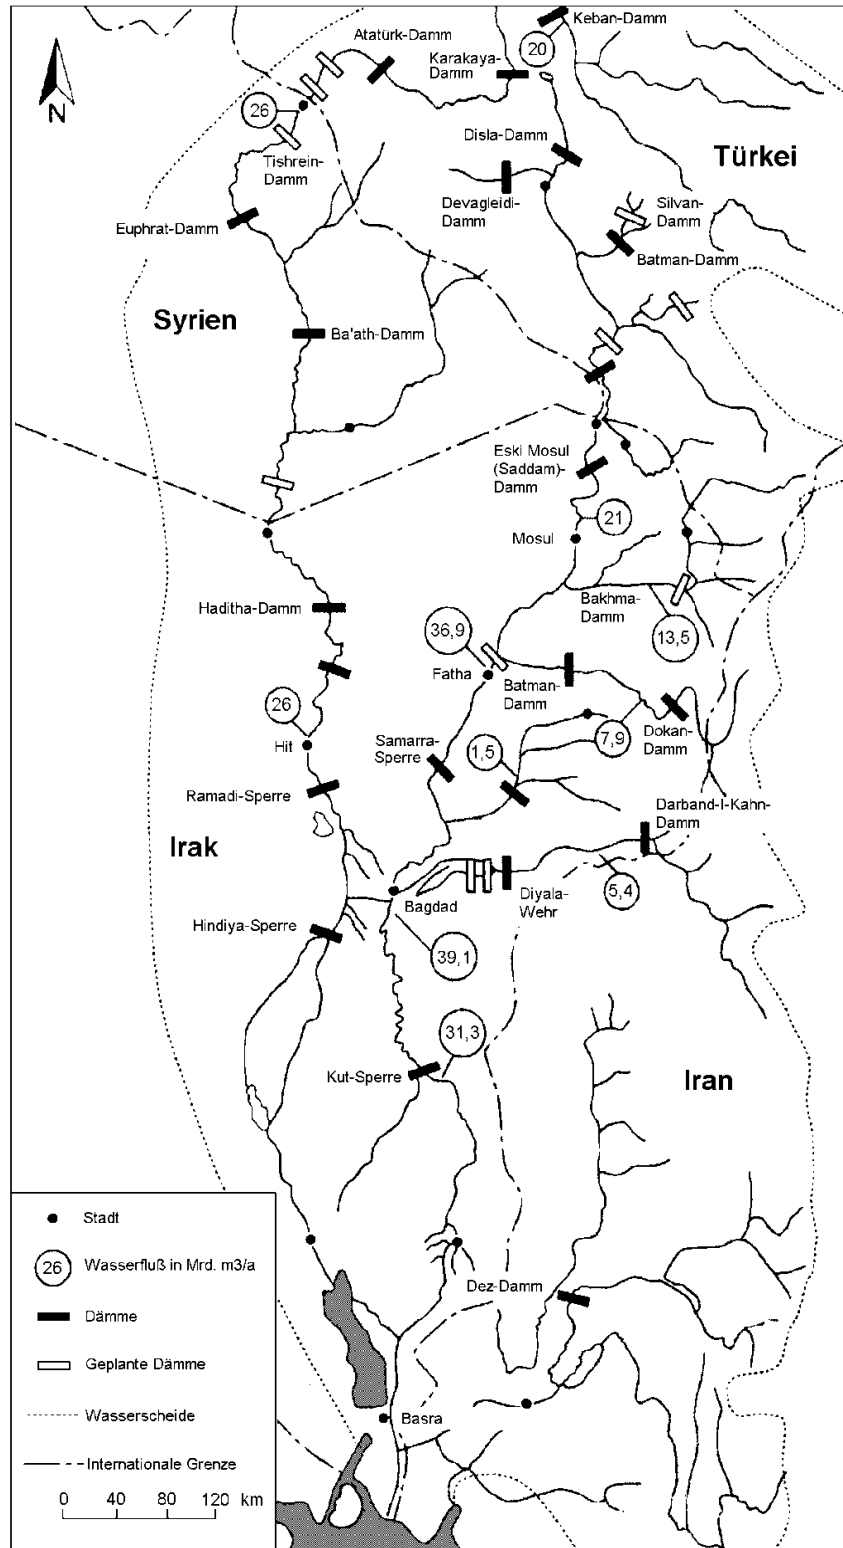 Keban-Damm
Atatürk-Damm
20
Karakaya-
Damm
26
N
Disla-Damm
Türkei
Tishrein-
Damm
Devagleidi-
Damm
Silvan-
Damm
Euphrat-Damm
Batman-Damm
Syrien
Ba'ath-Damm
Eski Mosul
(Saddam)-
Damm
21
Mosul
Bakhma-
Damm
Haditha-Damm
36,9
13,5
Fatha
Batman-
Damm
26
Hit
Samarra-
Sperre
1,5
7,9
Dokan-
Damm
Ramadi-Sperre
Darband-I-Kahn-
Damm
Irak
Bagdad
Diyala-
Wehr
5,4
Hindiya-Sperre
39,1
31,3
Kut-Sperre
Iran
Dez-Damm
Basra
Stadt
26 Wasserfluß in Mrd. m3/a
Dämme
Geplante Dämme
Wasserscheide
Internationale Grenze
0 40 80 120 km